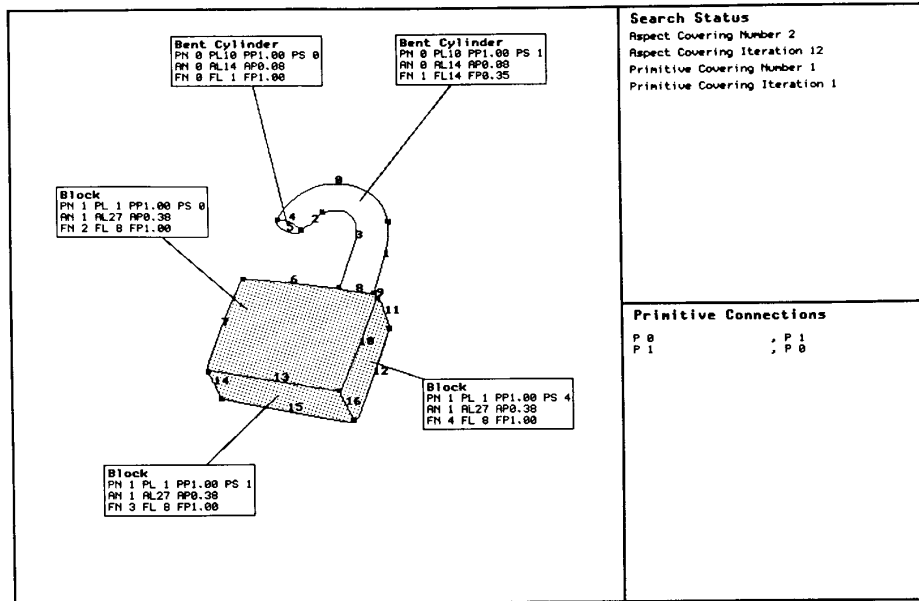 Bent Cylinder
PN 0 PL10 PP1.00 PS 0
AN 0 AL14 AP0.08
FN 0 FL 1 FP1.00
Bent Cylinder
PN 0 PL10 PP1.00 PS 1
AN 0 AL14 AP0.08
FN 1 FL14 FP0.35
Search Status
Aspect Covering Number 2
Aspect Covering Iteration 12
Primitive Covering Number 1
Primitive Covering Iteration 1
Block
PN 1 PL 1 PP1.00 PS 0
AN 1 AL27 AP0.38
FN 2 FL 8 FP1.00
0
4
5
2
3
1
6
8
9
7
11
10
12
13
14
15
16
Primitive Connections
P 0 , P 1
P 1 , P 0
Block
PN 1 PL 1 PP1.00 PS 4
AN 1 AL27 AP0.38
FN 4 FL 8 FP1.00
Block
PN 1 PL 1 PP1.00 PS 1
AN 1 AL27 AP0.38
FN 3 FL 8 FP1.00